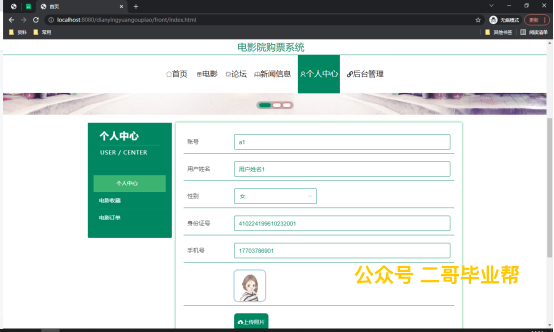 首页
localhost:8080/dianyingyuangoupiao/front/index.html
无痕模式
更新
资料
常用
其他书签
阅读清单
电影院购票系统
首页 电影 论坛 新闻信息 个人中心 后台管理
个人中心
USER / CENTER
个人中心
电影收藏
电影订单
账号
a1
用户姓名
用户姓名1
性别
女
身份证号
410224199610232001
手机号
17703786901
公众号 二哥毕业帮
上传照片